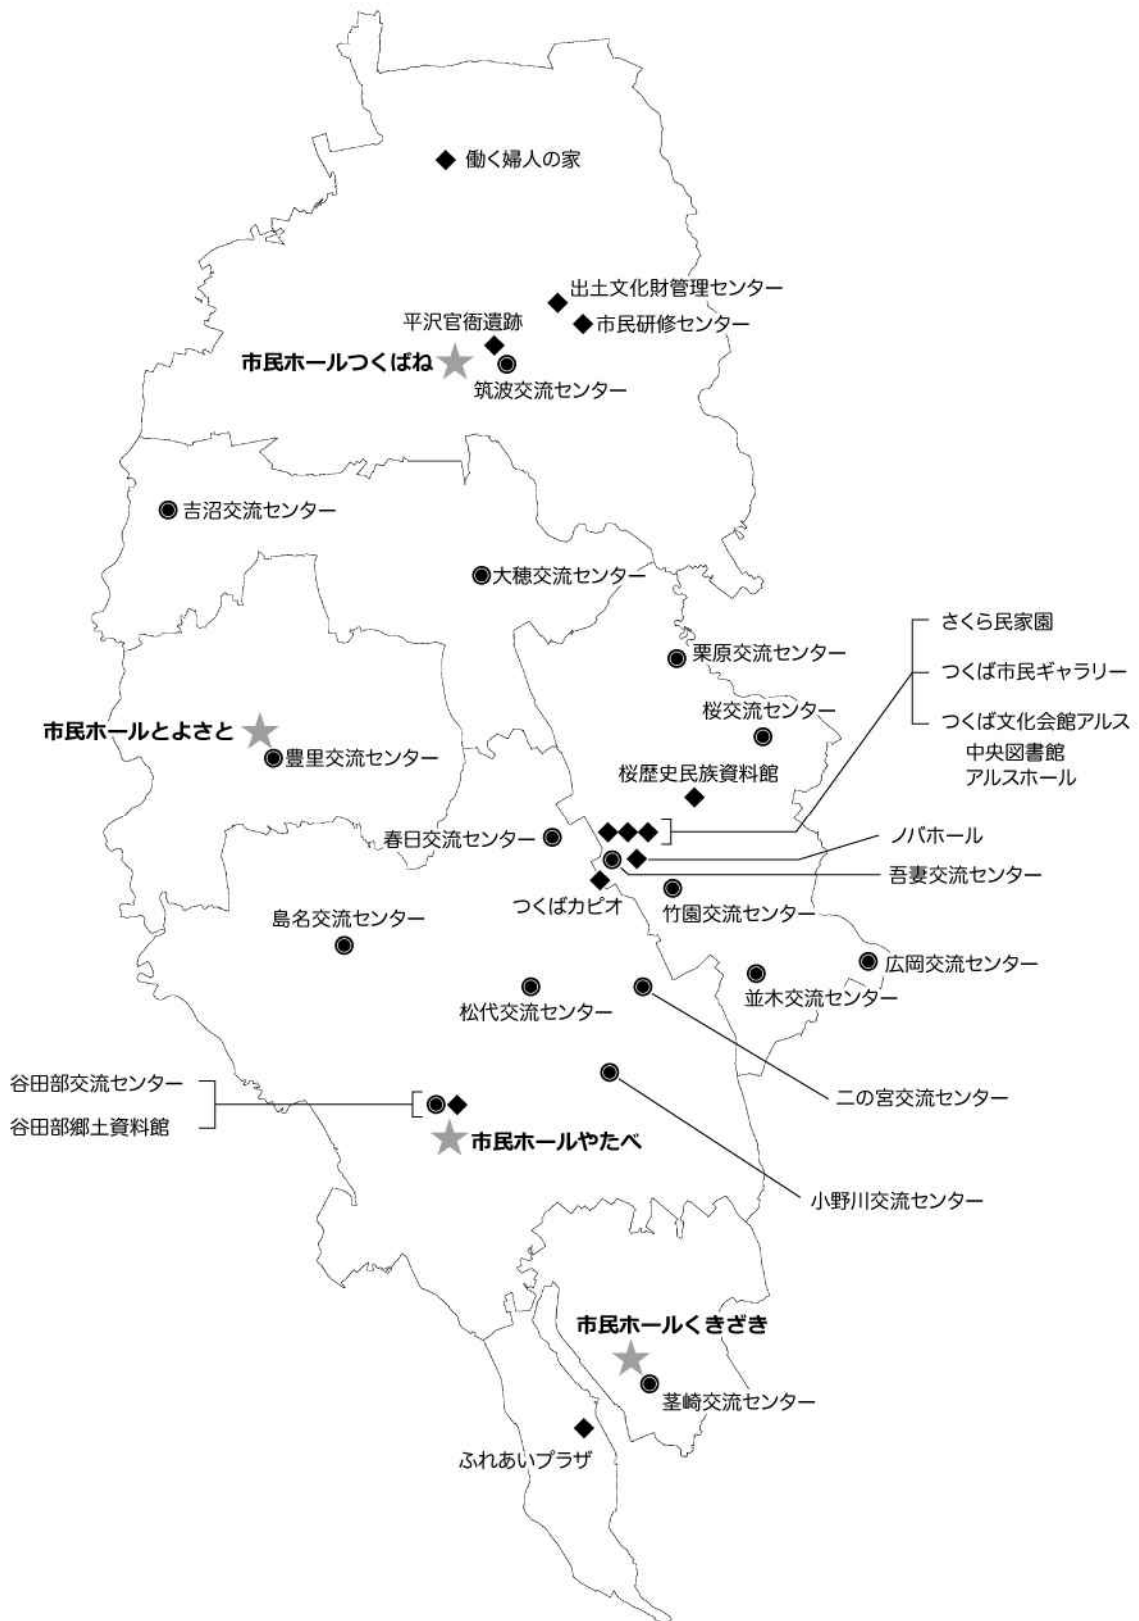 働く婦人の家
出土文化財管理センター
平沢官衙遺跡
市民研修センター
市民ホールつくばね
筑波交流センター
吉沼交流センター
大穂交流センター
さくら民家園
栗原交流センター
つくば市民ギャラリー
桜交流センター
つくば文化会館アルス
市民ホールとよさと
中央図書館
豊里交流センター
桜歴史民族資料館
アルスホール
春日交流センター
ノバホール
吾妻交流センター
つくばカピオ
竹園交流センター
島名交流センター
広岡交流センター
並木交流センター
松代交流センター
谷田部交流センター
二の宮交流センター
谷田部郷土資料館
市民ホールやたべ
小野川交流センター
市民ホールくきざき
茎崎交流センター
ふれあいプラザ